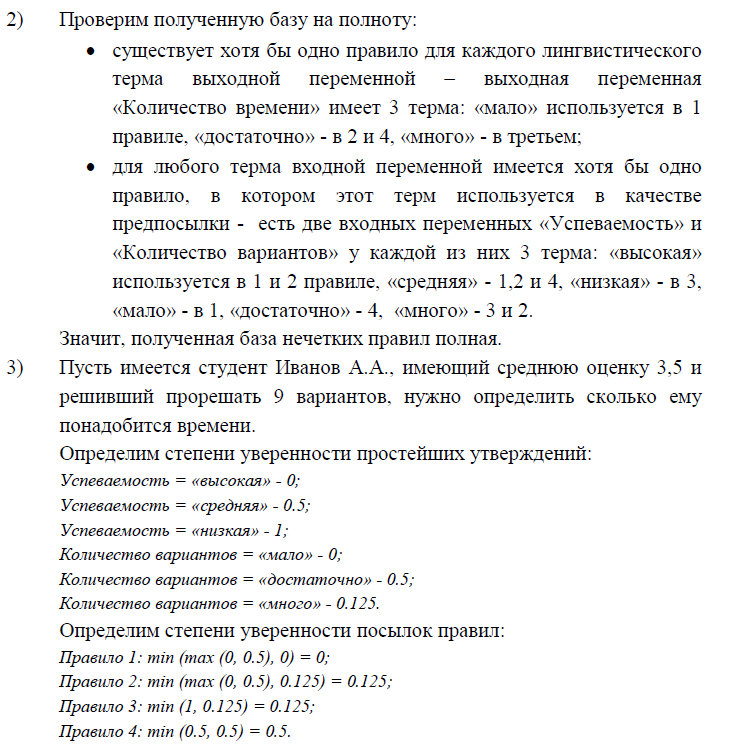 2) Проверим полученную базу на полноту:
• существует хотя бы одно правило для каждого лингвистического
терма выходной переменной – выходная переменная
«Количество времени» имеет 3 терма: «мало» используется в 1
правиле, «достаточно» - в 2 и 4, «много» - в третьем;
• для любого терма входной переменной имеется хотя бы одно
правило, в котором этот терм используется в качестве
предпосылки - есть две входных переменных «Успеваемость» и
«Количество вариантов» у каждой из них 3 терма: «высокая»
используется в 1 и 2 правиле, «средняя» - 1,2 и 4, «низкая» - в 3,
«мало» - в 1, «достаточно» - 4, «много» - 3 и 2.
Значит, полученная база нечетких правил полная.
3) Пусть имеется студент Иванов А.А., имеющий среднюю оценку 3,5 и
решивший прорешать 9 вариантов, нужно определить сколько ему
понадобится времени.
Определим степени уверенности простейших утверждений:
Успеваемость = «высокая» - 0;
Успеваемость = «средняя» - 0.5;
Успеваемость = «низкая» - 1;
Количество вариантов = «мало» - 0;
Количество вариантов = «достаточно» - 0.5;
Количество вариантов = «много» - 0.125.
Определим степени уверенности посылок правил:
Правило 1: min (max (0, 0.5), 0) = 0;
Правило 2: min (max (0, 0.5), 0.125) = 0.125;
Правило 3: min (1, 0.125) = 0.125;
Правило 4: min (0.5, 0.5) = 0.5.